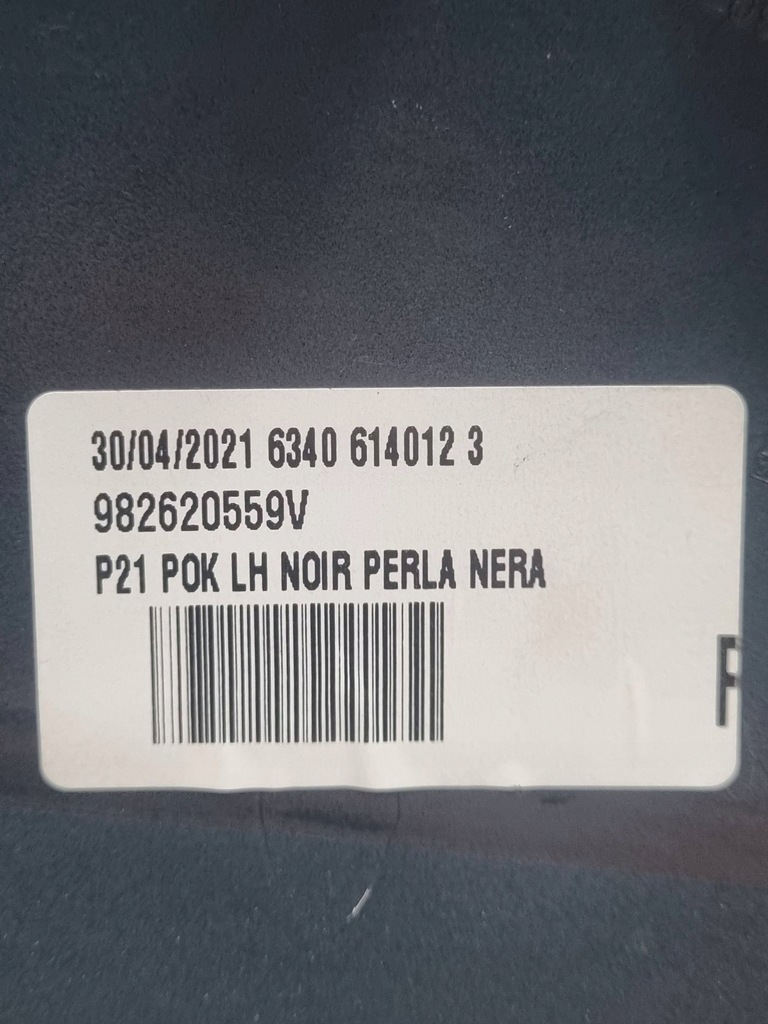 30/04/2021 6340 614012 3
982620559V
P21 POK LH NOIR PERLA NERA